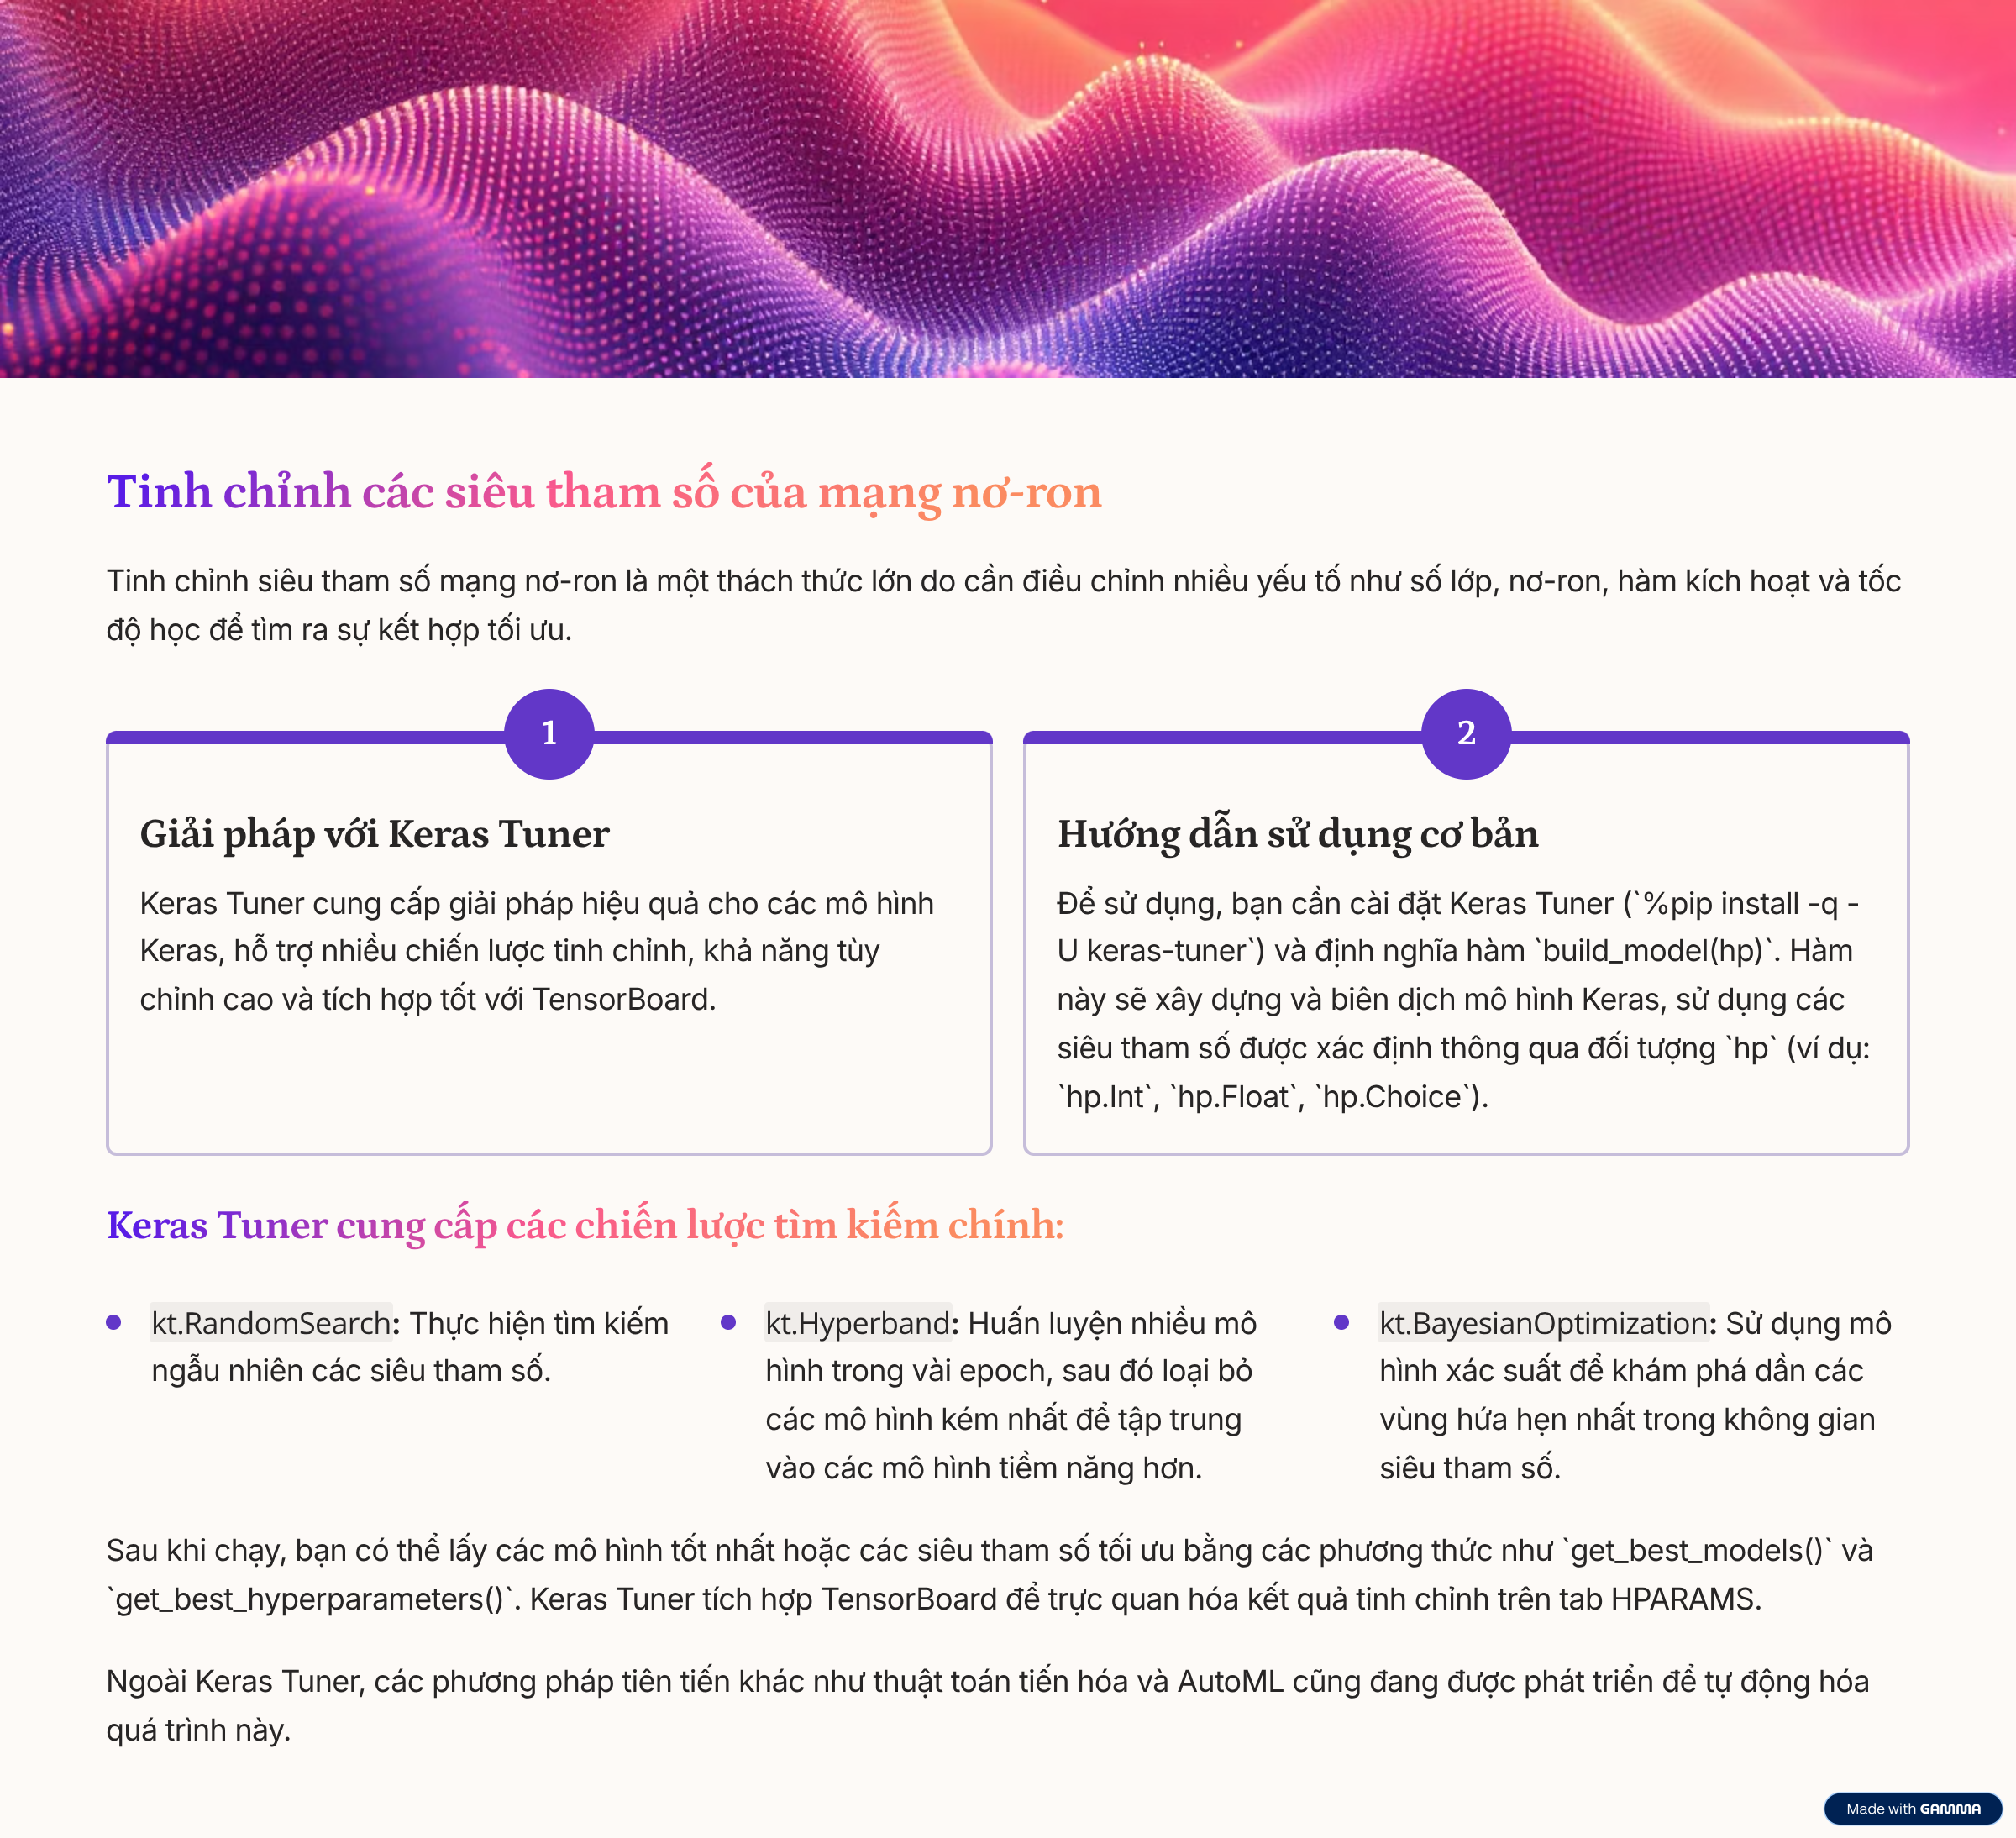 Tinh chỉnh các siêu tham số của mạng nơ-ron
Tinh chỉnh siêu tham số mạng nơ-ron là một thách thức lớn do cần điều chỉnh nhiều yếu tố như số lớp, nơ-ron, hàm kích hoạt và tốc
độ học để tìm ra sự kết hợp tối ưu.
1
Giải pháp với Keras Tuner
Keras Tuner cung cấp giải pháp hiệu quả cho các mô hình
Keras, hỗ trợ nhiều chiến lược tinh chỉnh, khả năng tùy
chỉnh cao và tích hợp tốt với TensorBoard.
2
Hướng dẫn sử dụng cơ bản
Để sử dụng, bạn cần cài đặt Keras Tuner (`%pip install -q -
U keras-tuner`) và định nghĩa hàm `build_model(hp)`. Hàm
này sẽ xây dựng và biên dịch mô hình Keras, sử dụng các
siêu tham số được xác định thông qua đối tượng `hp` (ví dụ:
`hp.Int`, `hp.Float`, `hp.Choice`).
Keras Tuner cung cấp các chiến lược tìm kiếm chính:
kt.RandomSearch: Thực hiện tìm kiếm
ngẫu nhiên các siêu tham số.
kt.Hyperband: Huấn luyện nhiều mô
hình trong vài epoch, sau đó loại bỏ
các mô hình kém nhất để tập trung
vào các mô hình tiềm năng hơn.
kt.BayesianOptimization: Sử dụng mô
hình xác suất để khám phá dần các
vùng hứa hẹn nhất trong không gian
siêu tham số.
Sau khi chạy, bạn có thể lấy các mô hình tốt nhất hoặc các siêu tham số tối ưu bằng các phương thức như `get_best_models()` và
`get_best_hyperparameters()`. Keras Tuner tích hợp TensorBoard để trực quan hóa kết quả tinh chỉnh trên tab HPARAMS.
Ngoài Keras Tuner, các phương pháp tiên tiến khác như thuật toán tiến hóa và AutoML cũng đang được phát triển để tự động hóa
quá trình này.
Made with GAMMA